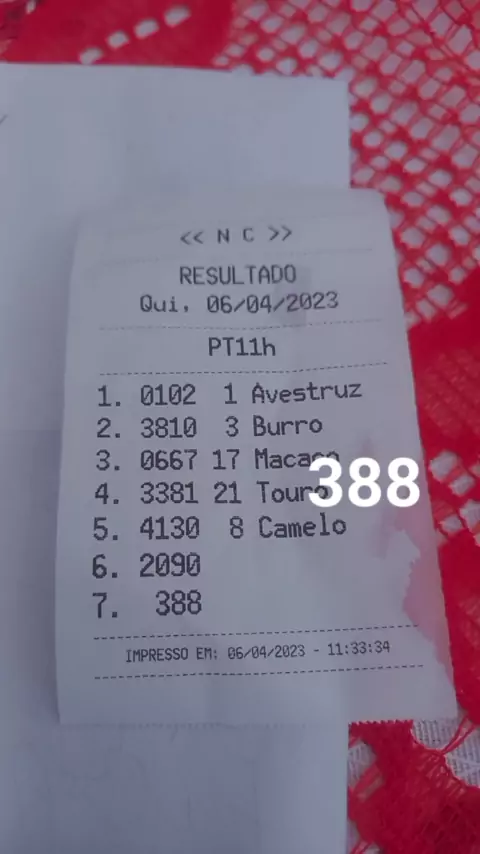 << N C >>
RESULTADO
Qui, 06/04/2023
PT11h
1. 0102 1 Avestruz
2. 3810 3 Burro
3. 0667 17 Macaco
4. 3381 21 Touro
388
5. 4130 8 Camelo
6. 2090
7. 388
IMPRESSO EM: 06/04/2023 - 11:33:34